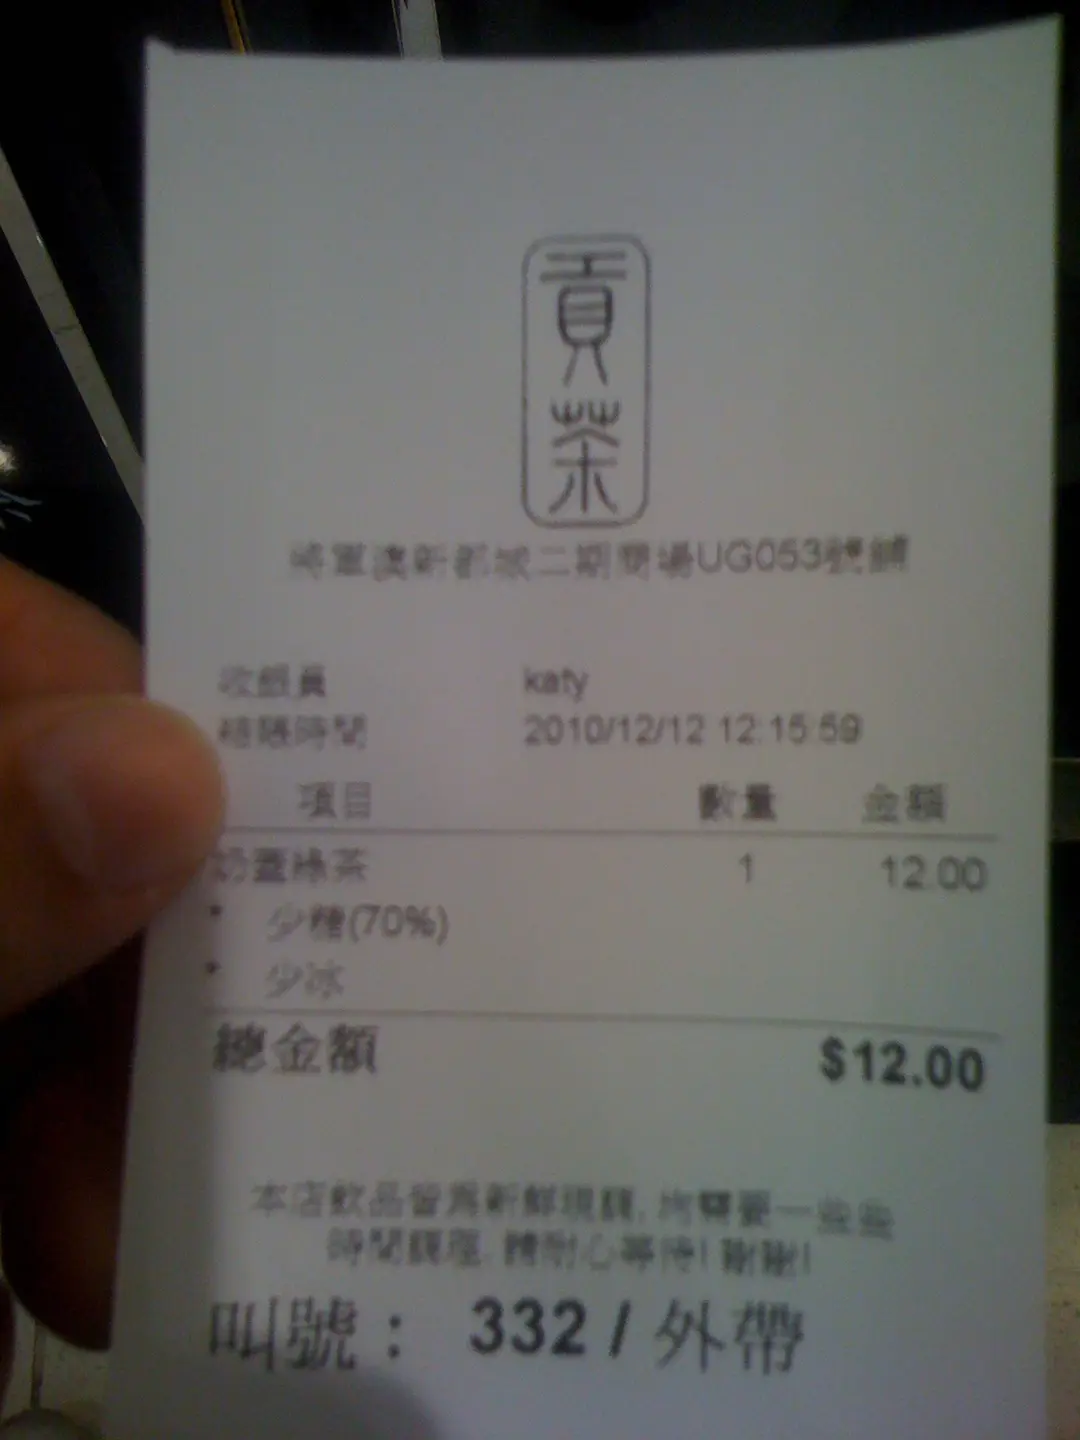 貢茶
將軍澳新都城二期商場UG053號舖
收銀員 katy
結賬時間 2010/12/12 12:15:59
項目 數量 金額
奶蓋綠茶 1 12.00
* 少糖(70%)
* 少冰
總金額 $12.00
本店飲品皆為新鮮現調, 均需要一些些
時間調理, 請耐心等待! 謝謝!
叫號： 332 / 外帶